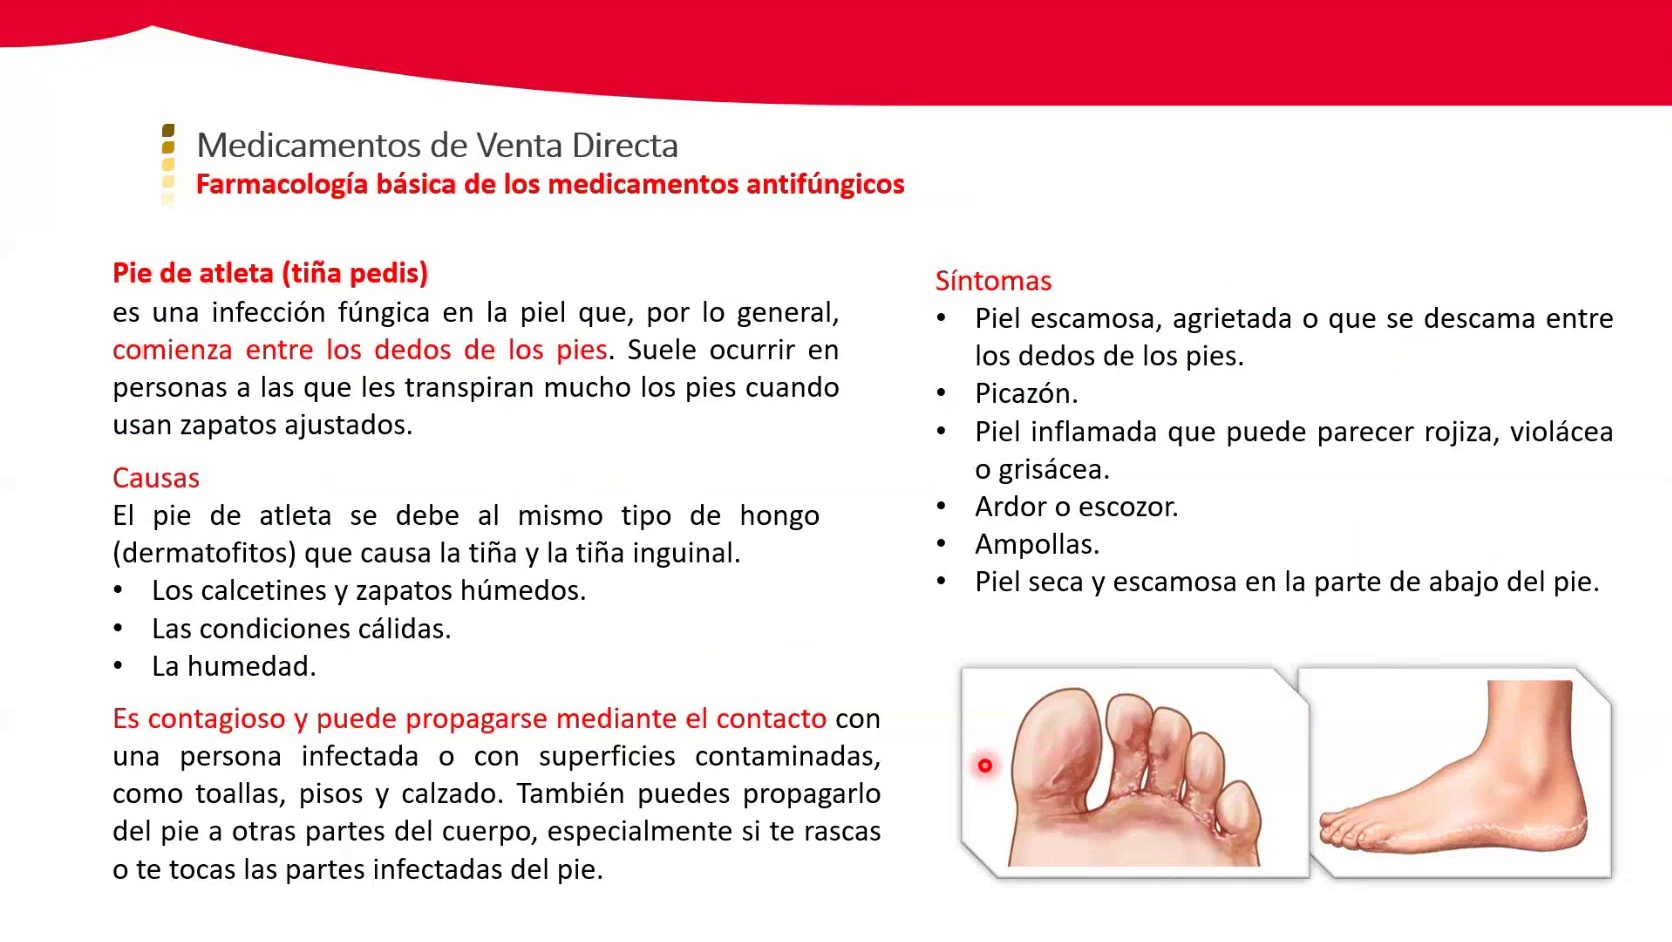 Medicamentos de Venta Directa
Farmacología básica de los medicamentos antifúngicos
Pie de atleta (tiña pedis)
es una infección fúngica en la piel que, por lo general,
comienza entre los dedos de los pies. Suele ocurrir en
personas a las que les transpiran mucho los pies cuando
usan zapatos ajustados.
Causas
El pie de atleta se debe al mismo tipo de hongo
(dermatofitos) que causa la tiña y la tiña inguinal.
• Los calcetines y zapatos húmedos.
• Las condiciones cálidas.
• La humedad.
Es contagioso y puede propagarse mediante el contacto con
una persona infectada o con superficies contaminadas,
como toallas, pisos y calzado. También puedes propagarlo
del pie a otras partes del cuerpo, especialmente si te rascas
o te tocas las partes infectadas del pie.
Síntomas
• Piel escamosa, agrietada o que se descama entre
los dedos de los pies.
• Picazón.
• Piel inflamada que puede parecer rojiza, violácea
o grisácea.
• Ardor o escozor.
• Ampollas.
• Piel seca y escamosa en la parte de abajo del pie.